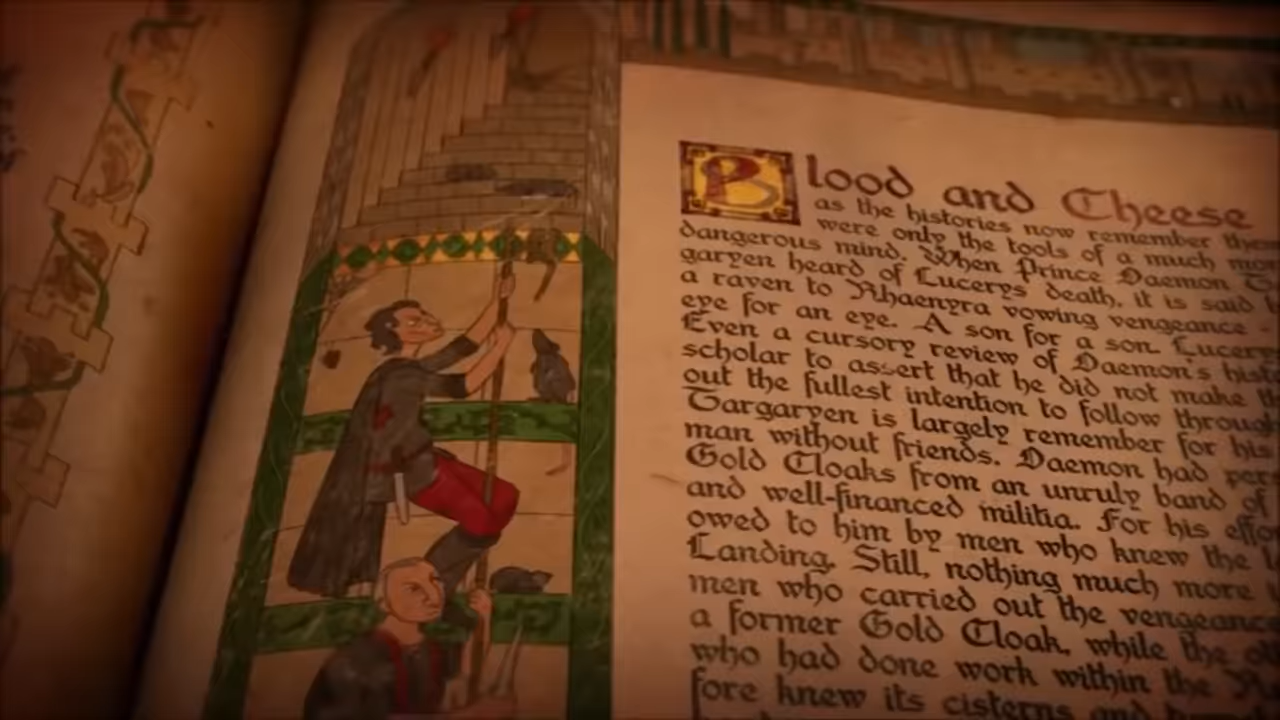 Blood and Cheese
as the histories now remember them
were only the tools of a much more
dangerous mind. When Prince Daemon
garyen heard of Lucerys' death, it is said
a raven to Rhaenyra vowing vengeance -
eye for an eye. A son for a son. Lucerys
Even a cursory review of Daemon's
scholar to assert that he did not make
out the fullest intention to follow through
Targaryen is largely remember for his
man without friends. Daemon had
Gold Cloaks from an unruly band of
and well-financed militia. For his
owed to him by men who knew the
Landing. Still, nothing much more
men who carried out the vengeance
a former Gold Cloak, while the
who had done work within the
fore knew its cisterns and